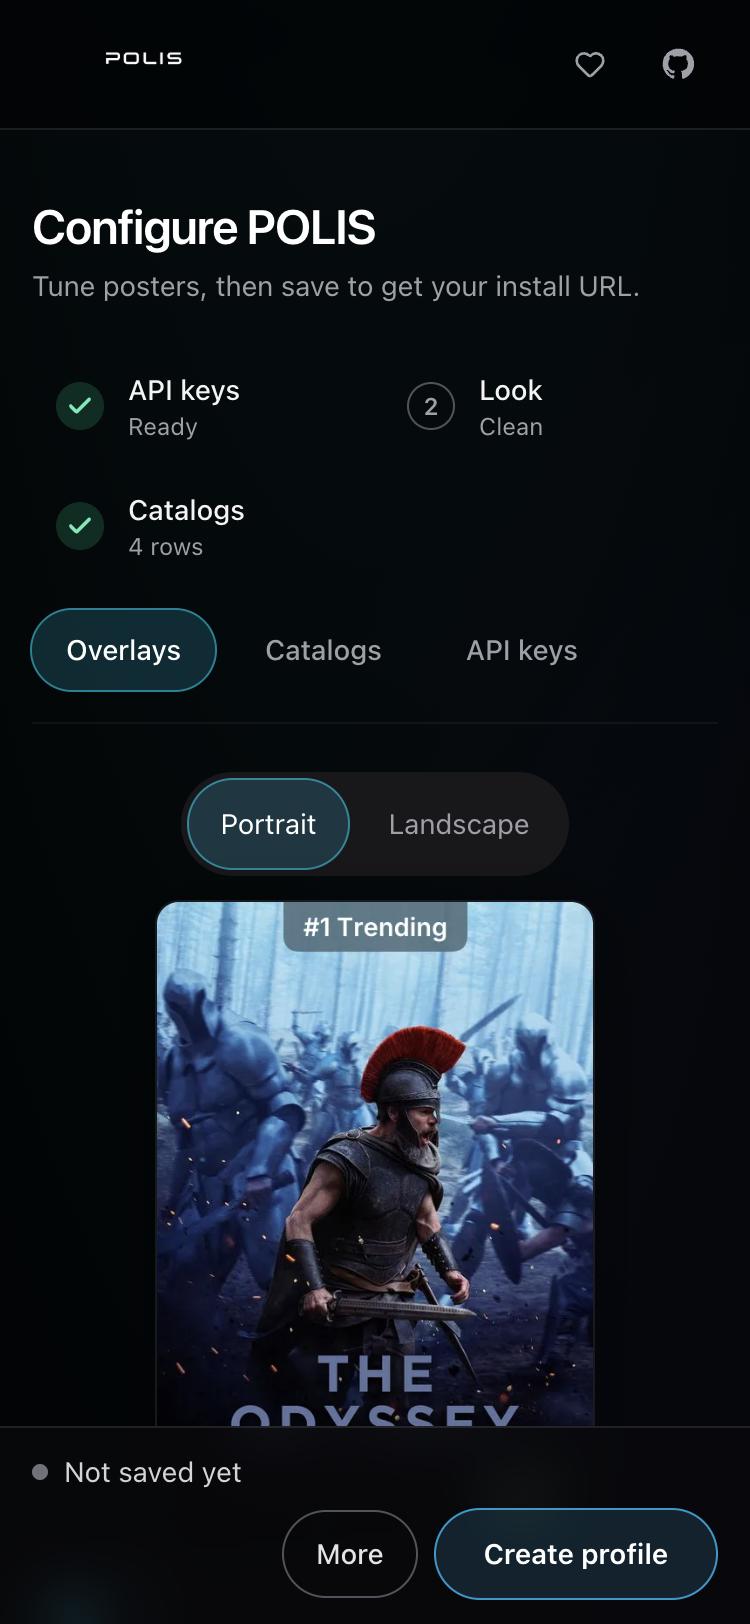 POLIS
Configure POLIS
Tune posters, then save to get your install URL.
API keys
Ready
2
Look
Clean
Catalogs
4 rows
Overlays
Catalogs
API keys
Portrait
Landscape
#1 Trending
THE
ODYSSEY
Not saved yet
More
Create profile